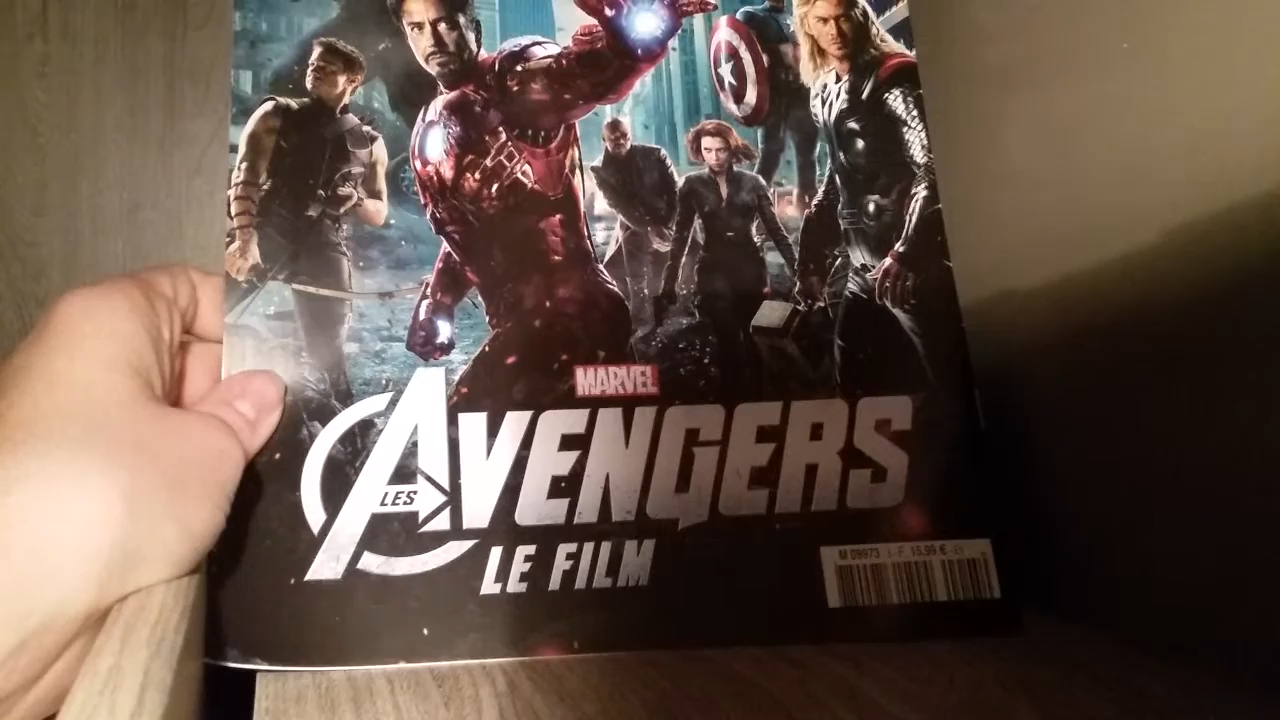 MARVEL
LES
AVENGERS
LE FILM
M 09973 F 15.99 €